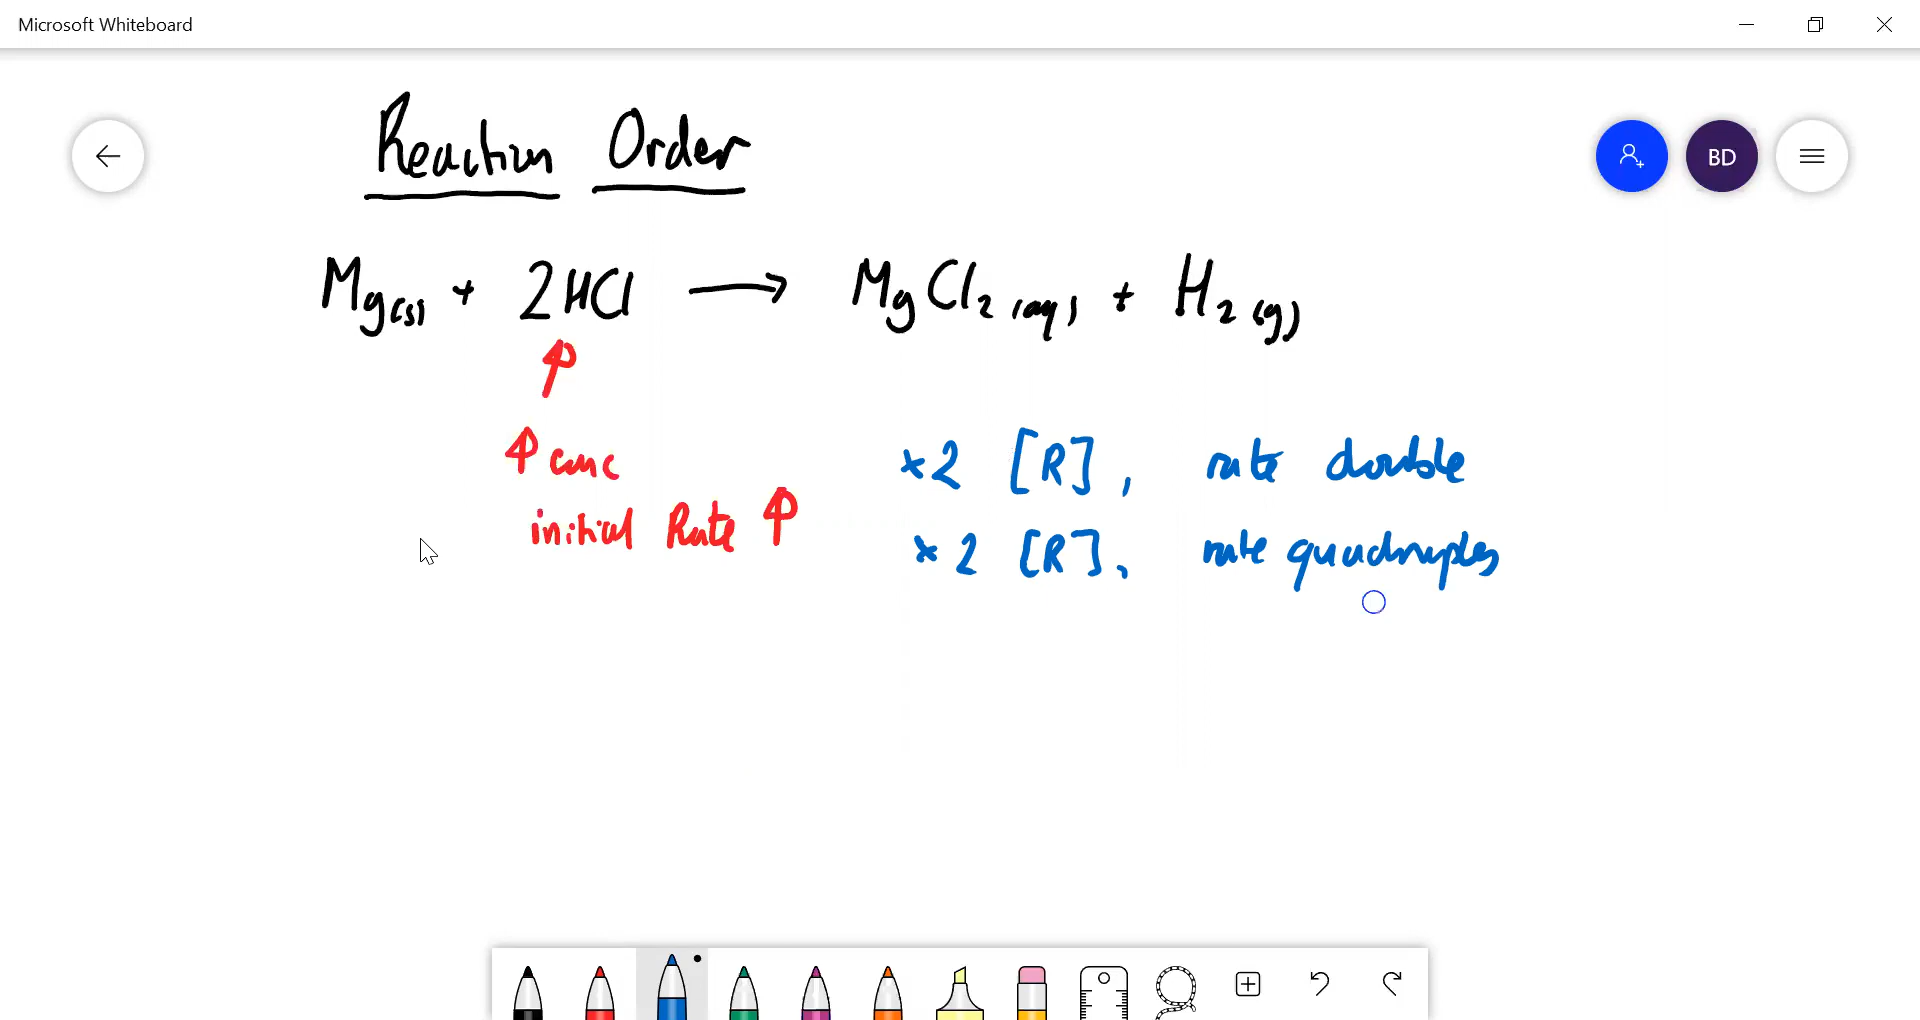 Microsoft Whiteboard
Reaction Order
BD
Mg(s) + 2HCl → MgCl₂ (aq) + H₂ (g)
↑
↑ conc
initial Rate ↑
×2 [R], rate double
×2 [R], rate quadruples